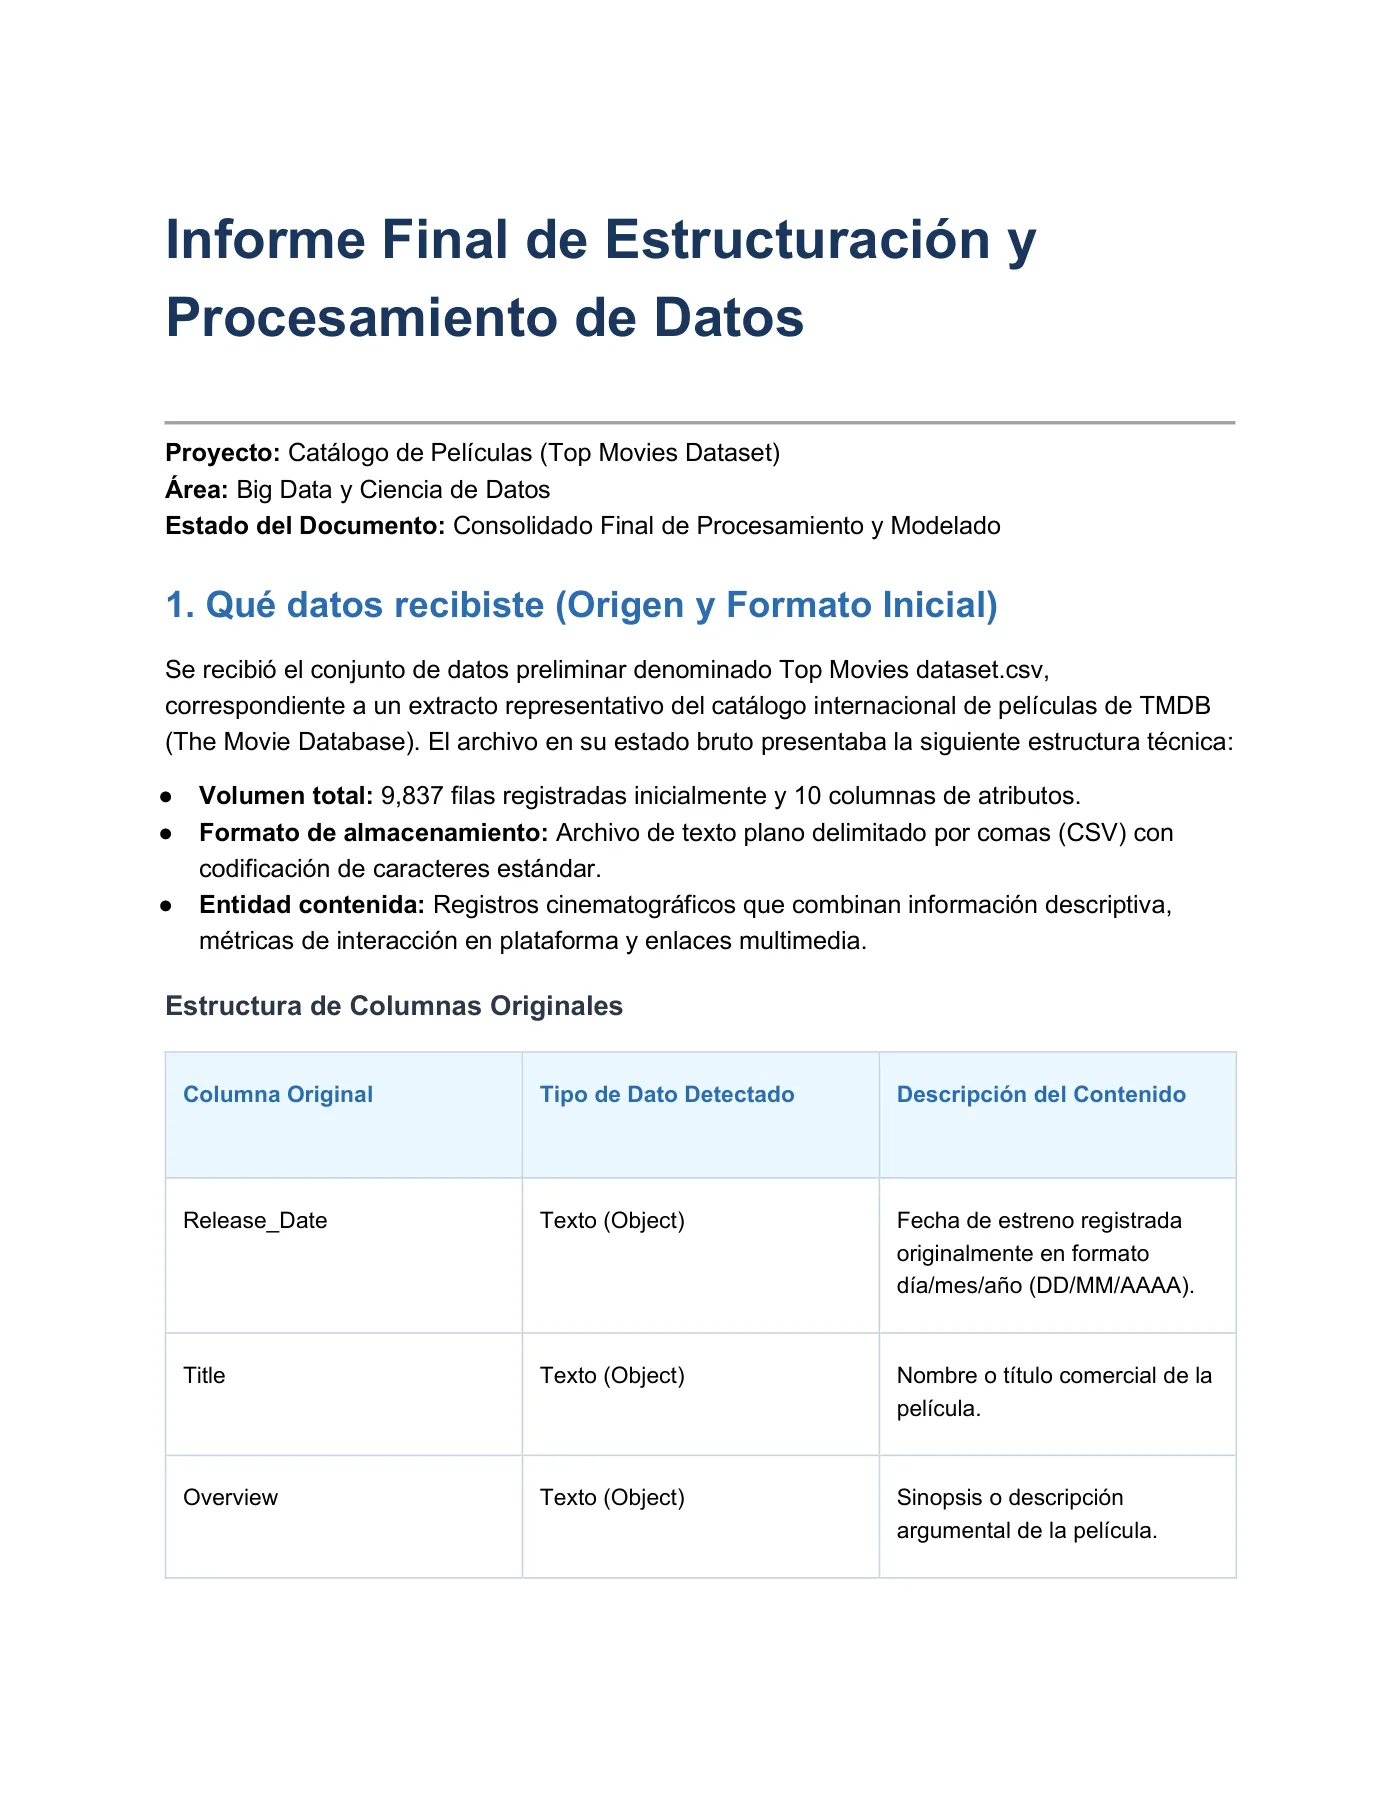 Informe Final de Estructuración y
Procesamiento de Datos
Proyecto: Catálogo de Películas (Top Movies Dataset)
Área: Big Data y Ciencia de Datos
Estado del Documento: Consolidado Final de Procesamiento y Modelado
1. Qué datos recibiste (Origen y Formato Inicial)
Se recibió el conjunto de datos preliminar denominado Top Movies dataset.csv,
correspondiente a un extracto representativo del catálogo internacional de películas de TMDB
(The Movie Database). El archivo en su estado bruto presentaba la siguiente estructura técnica:
● Volumen total: 9,837 filas registradas inicialmente y 10 columnas de atributos.
● Formato de almacenamiento: Archivo de texto plano delimitado por comas (CSV) con
codificación de caracteres estándar.
● Entidad contenida: Registros cinematográficos que combinan información descriptiva,
métricas de interacción en plataforma y enlaces multimedia.
Estructura de Columnas Originales
Columna Original
Tipo de Dato Detectado
Descripción del Contenido
Release_Date
Texto (Object)
Fecha de estreno registrada
originalmente en formato
día/mes/año (DD/MM/AAAA).
Title
Texto (Object)
Nombre o título comercial de la
película.
Overview
Texto (Object)
Sinopsis o descripción
argumental de la película.